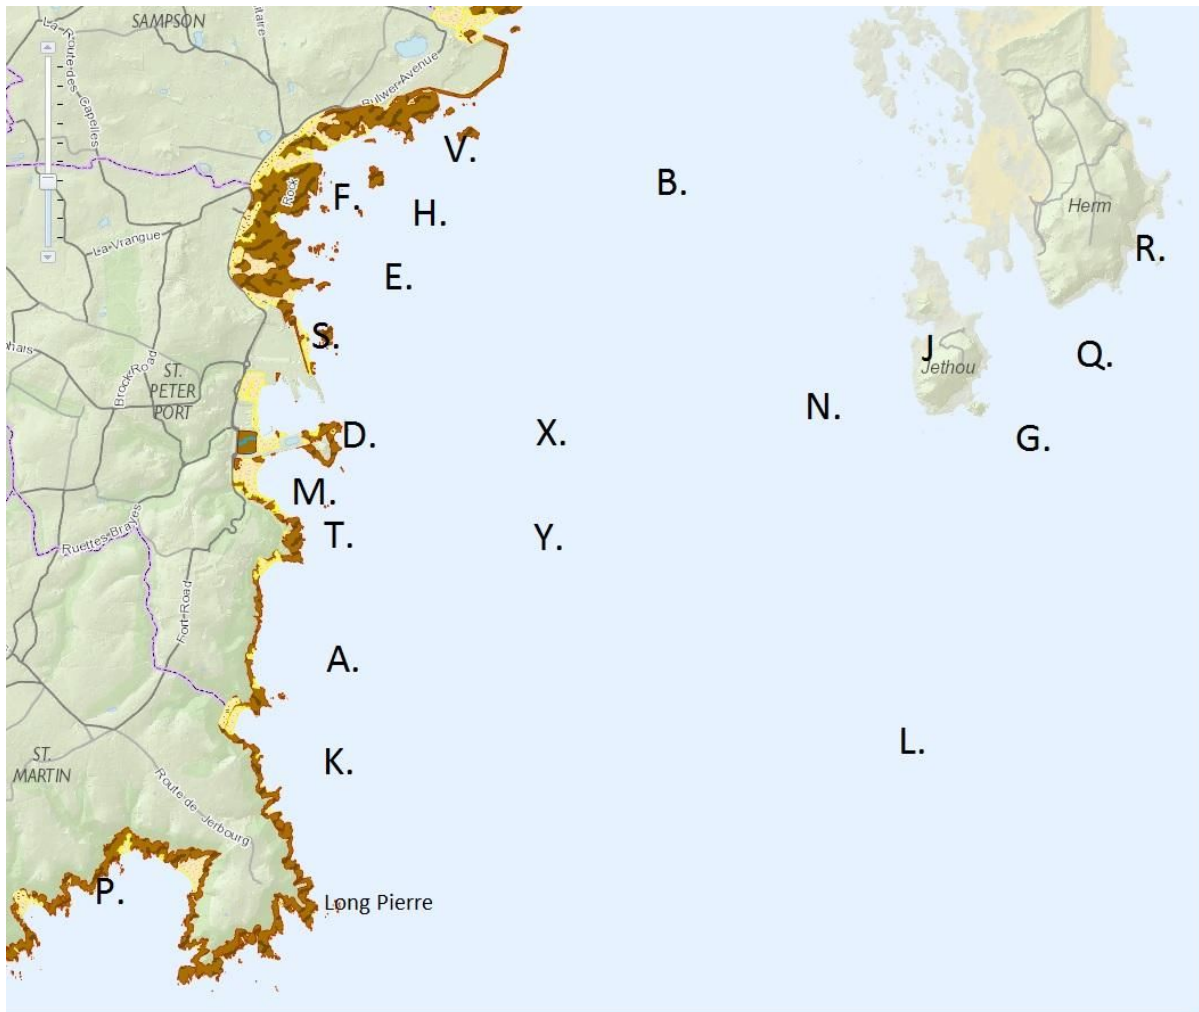 SAMPSON
La-Route-des-Capelles
Bulwer-Avenue
V.
B.
F.
Rock
H.
Herm
La-Vrangue
R.
E.
S.
J
Jethou
Q.
Brock-Road
ST.
PETER
PORT
N.
D.
X.
G.
M.
T.
Y.
Ruettes-Brayes
Fort-Road
A.
K.
L.
ST.
MARTIN
Route-de-Jerbourg
P.
Long Pierre